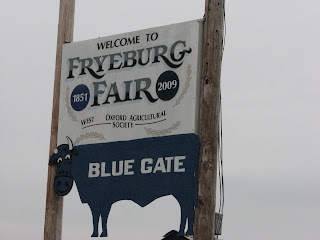 WELCOME TO
FRYEBURG
1851 FAIR 2009
WEST OXFORD AGRICULTURAL
SOCIETY
BLUE GATE